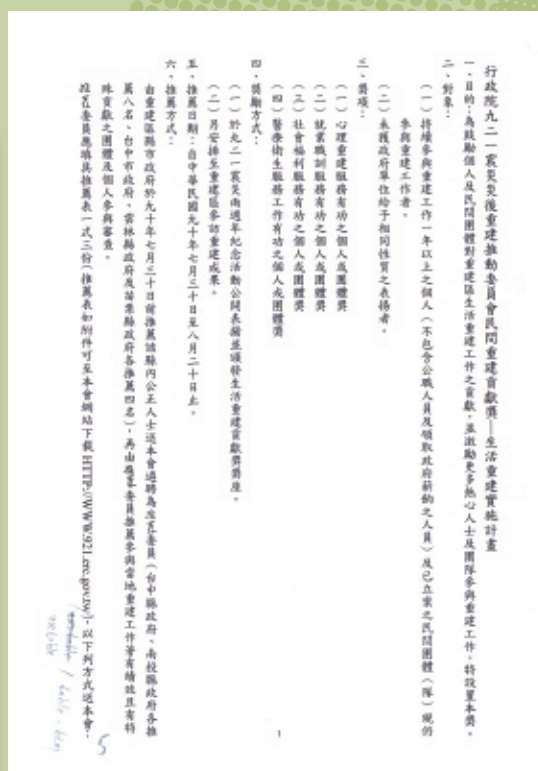 行政院九二一震災災後重建推動委員會民間重建貢獻獎—生活重建實施計畫
一、目的：為鼓勵個人及民間團體對重建區生活重建工作之貢獻，並激勵更多熱心人士及團隊參與重建工作，特設置本獎。
二、對象：
（一）持續參與重建工作一年以上之個人（不包含公職人員及領取政府薪餉之人員）及已立案之民間團體（隊）現仍
參與重建工作者。
（二）未獲政府單位給予相同性質之表揚者。
三、獎項：
（一）心理重建服務有功之個人或團體獎
（二）就業職訓服務有功之個人或團體獎
（三）社會福利服務有功之個人或團體獎
（四）醫療衛生服務工作有功之個人或團體獎
四、獎勵方式：
（一）於九二一震災兩週年紀念活動公開表揚並頒發生活重建貢獻獎獎座。
（二）另安排至重建區參訪重建成果。
五、推薦日期：自中華民國九十年七月三十日至八月二十日止。
六、推薦方式：
由重建區縣市政府於九十年七月三十日前推薦該縣內公正人士送本會遴聘為委員（台中縣政府、南投縣政府各推
薦八名、台中市政府、雲林縣政府及苗栗縣政府各推薦四名），再由委員推薦參與當地重建工作著有績效且有特
殊貢獻之團體及個人參與審查。
委員應填具推薦表一式三份（推薦表如附件可至本會網站下載HTTP://WWW.921.erc.gov.tw），以下列方式送本會：
1
5